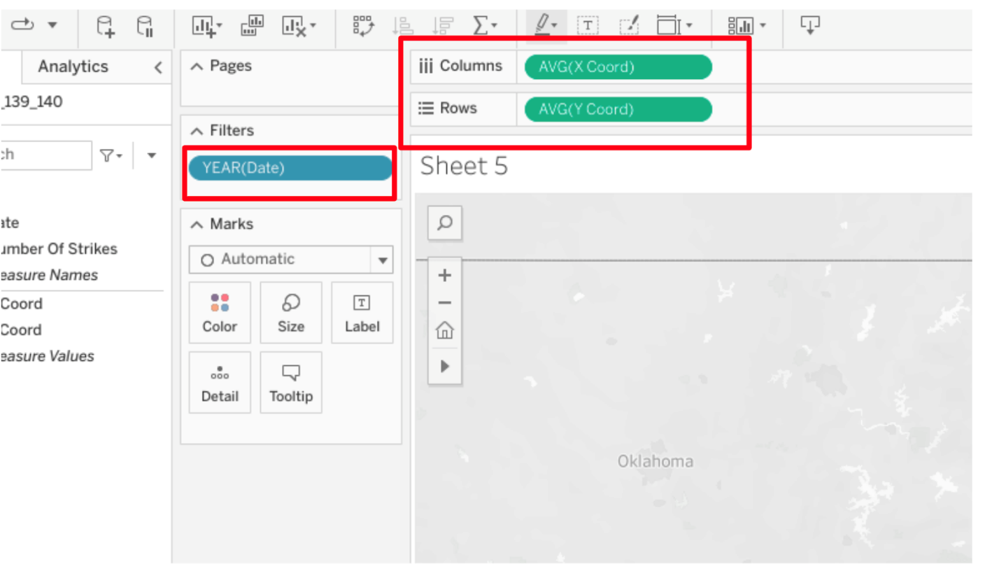 Analytics
Pages
Columns
AVG(X Coord)
_139_140
Rows
AVG(Y Coord)
Filters
YEAR(Date)
Sheet 5
Marks
Automatic
Color
Size
Label
Detail
Tooltip
ch
ate
umber Of Strikes
easure Names
Coord
Coord
easure Values
Oklahoma